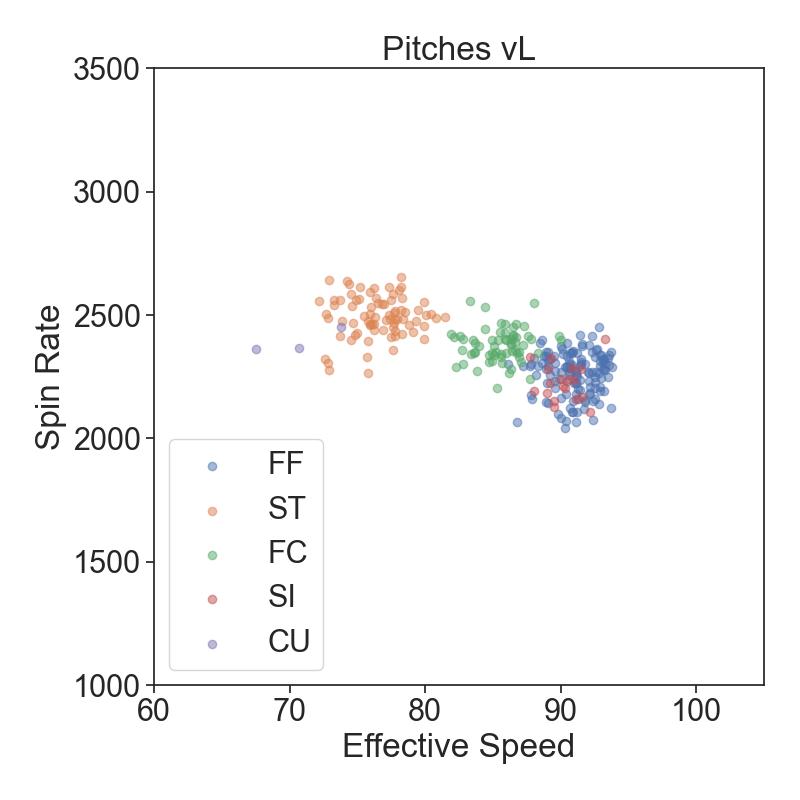 Pitches vL
3500
3000
2500
2000
1500
1000
Spin Rate
FF
ST
FC
SI
CU
60 70 80 90 100
Effective Speed